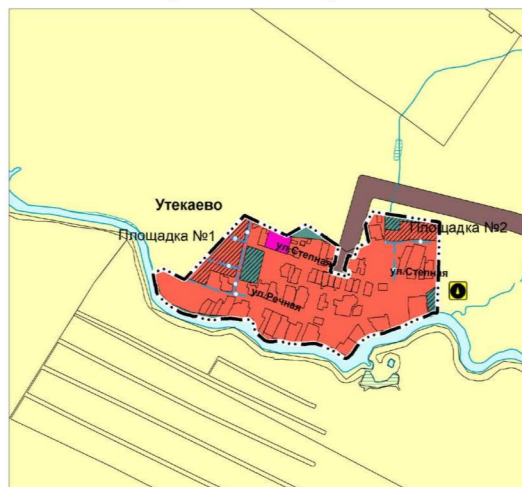 Утекаево
Площадка №1
Площадка №2
ул.Степная
ул.Степная
ул.Речная